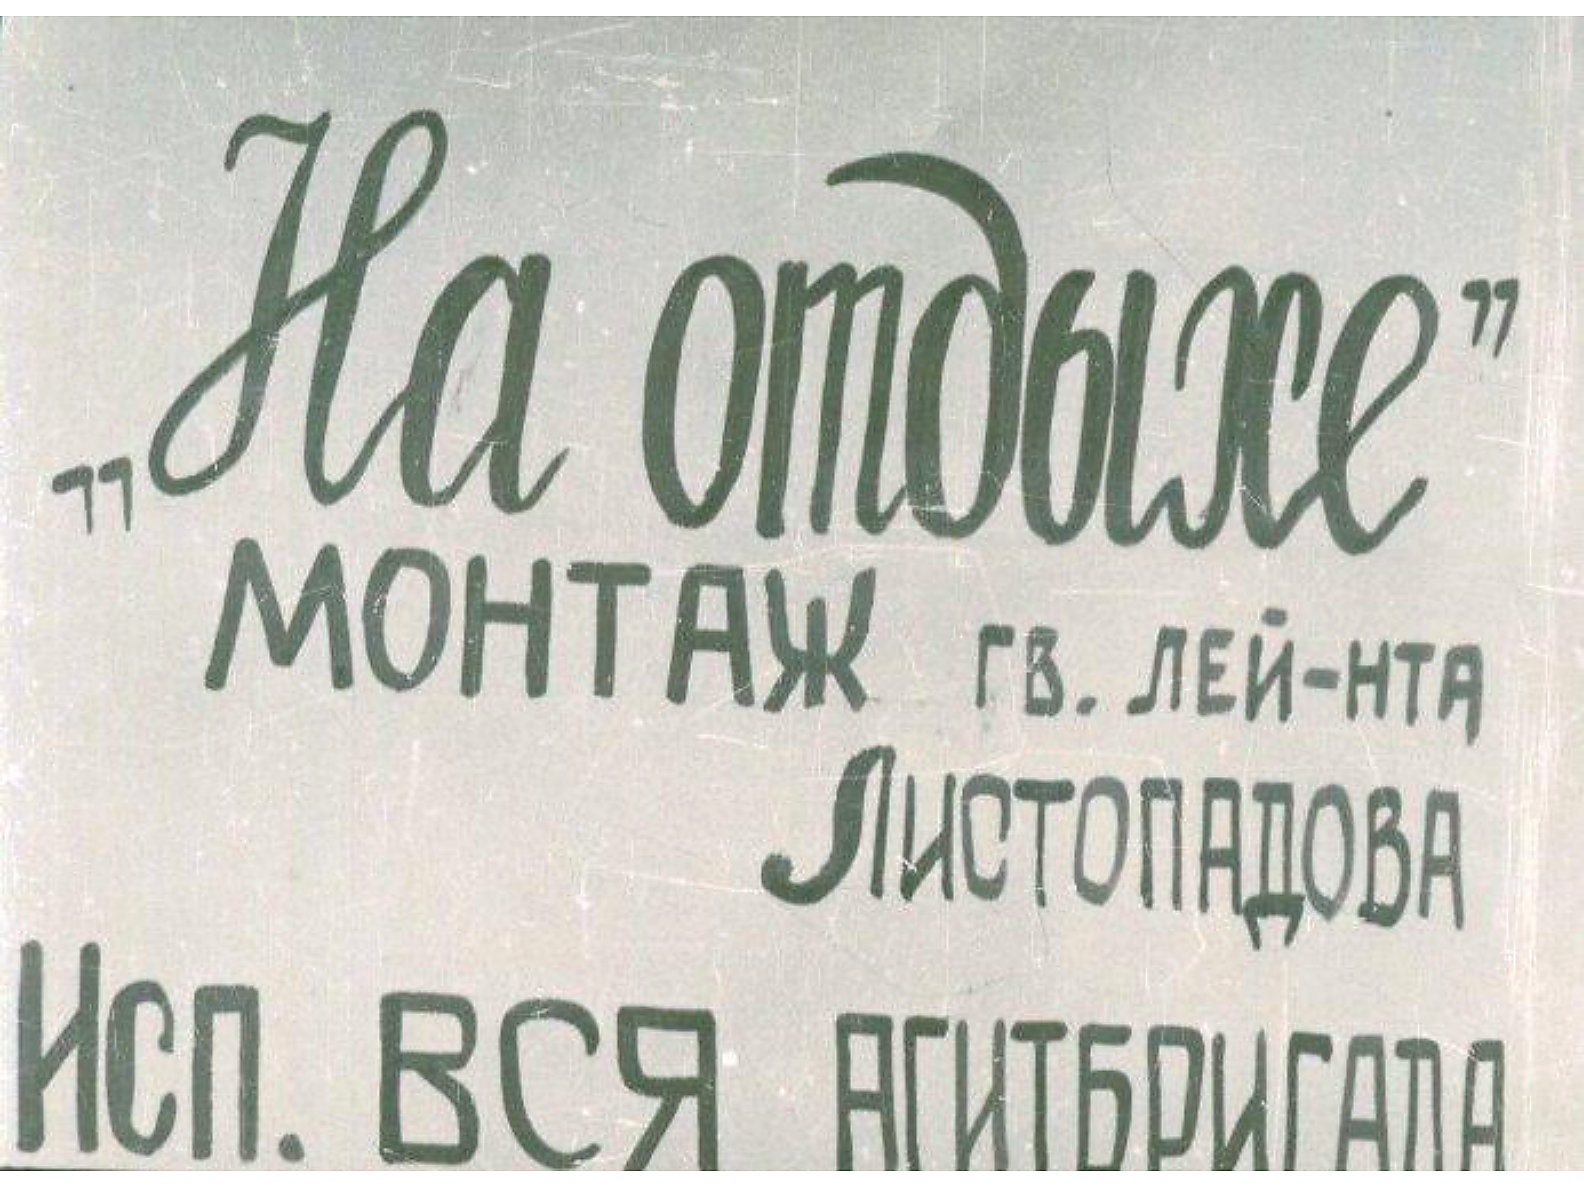 „На отдыхе”
МОНТАЖ ГВ. ЛЕЙ-НТА
ЛИСТОПАДОВА
ИСП. ВСЯ АГИТБРИГАДА